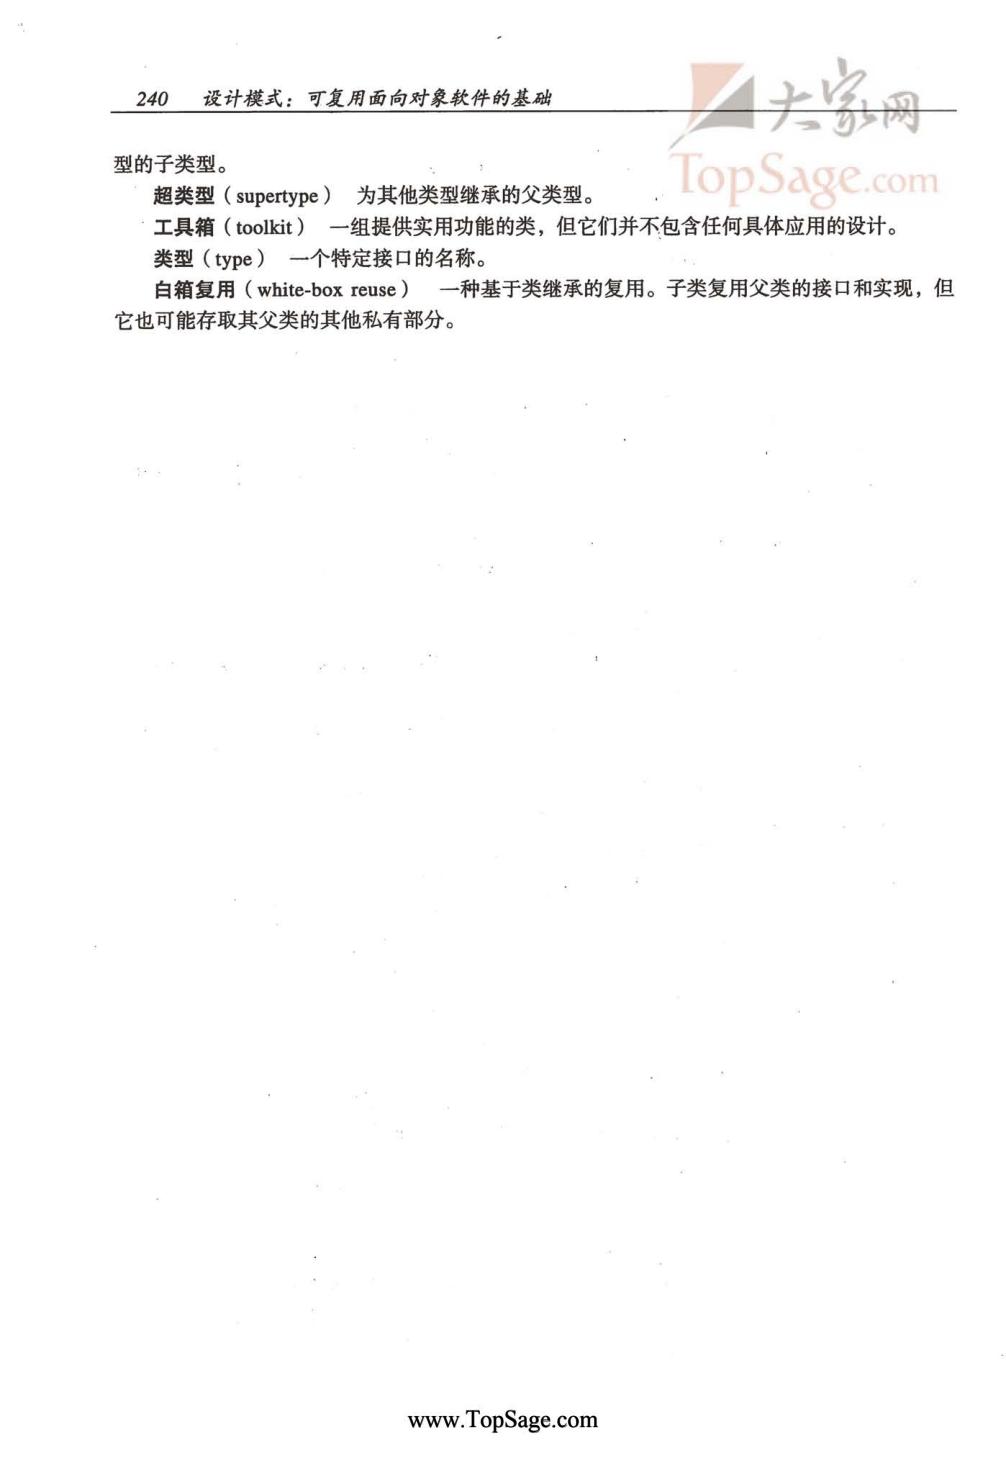 240 设计模式：可复用面向对象软件的基础
大家网
TopSage.com
型的子类型。
超类型（supertype） 为其他类型继承的父类型。
工具箱（toolkit） 一组提供实用功能的类，但它们并不包含任何具体应用的设计。
类型（type） 一个特定接口的名称。
白箱复用（white-box reuse） 一种基于类继承的复用。子类复用父类的接口和实现，但
它也可能存取其父类的其他私有部分。
www.TopSage.com